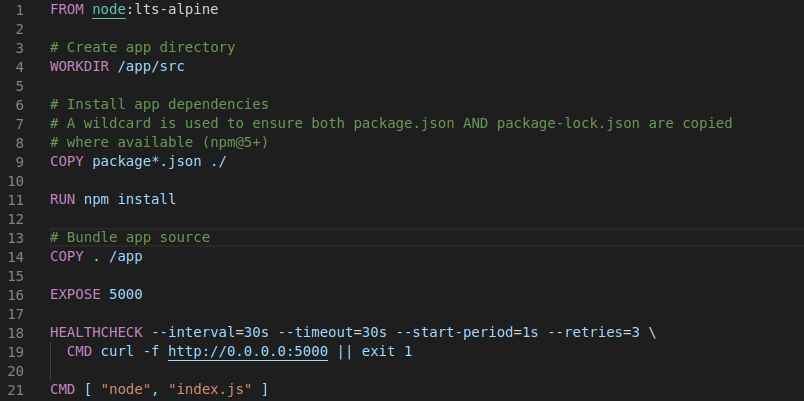 1 FROM node:lts-alpine
2
3 # Create app directory
4 WORKDIR /app/src
5
6 # Install app dependencies
7 # A wildcard is used to ensure both package.json AND package-lock.json are copied
8 # where available (npm@5+)
9 COPY package*.json ./
10
11 RUN npm install
12
13 # Bundle app source
14 COPY . /app
15
16 EXPOSE 5000
17
18 HEALTHCHECK --interval=30s --timeout=30s --start-period=1s --retries=3 \
19   CMD curl -f http://0.0.0.0:5000 || exit 1
20
21 CMD [ "node", "index.js" ]